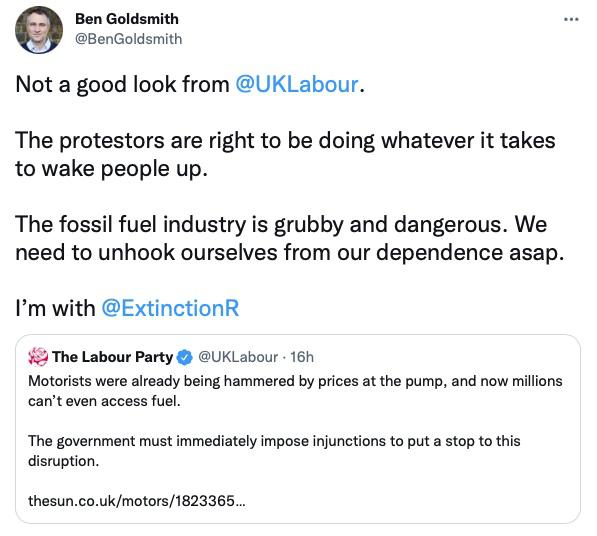 Ben Goldsmith
@BenGoldsmith
Not a good look from @UKLabour.
The protestors are right to be doing whatever it takes
to wake people up.
The fossil fuel industry is grubby and dangerous. We
need to unhook ourselves from our dependence asap.
I’m with @ExtinctionR
The Labour Party @UKLabour · 16h
Motorists were already being hammered by prices at the pump, and now millions
can’t even access fuel.
The government must immediately impose injunctions to put a stop to this
disruption.
thesun.co.uk/motors/1823365…